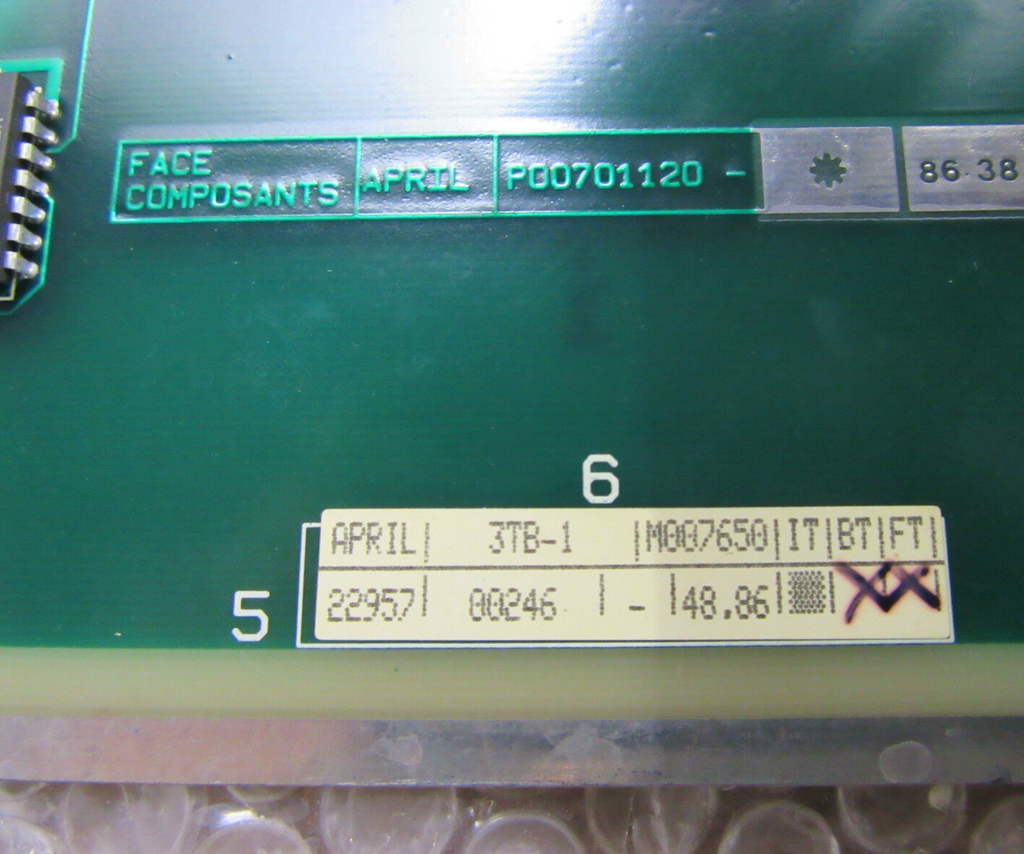 FACE
COMPOSANTS
APRIL
P00701120 -
*
86.38
6
APRIL| 3TB-1 |M007650|IT|BT|FT|
5
22957| 00246 | - |48,86| | XX